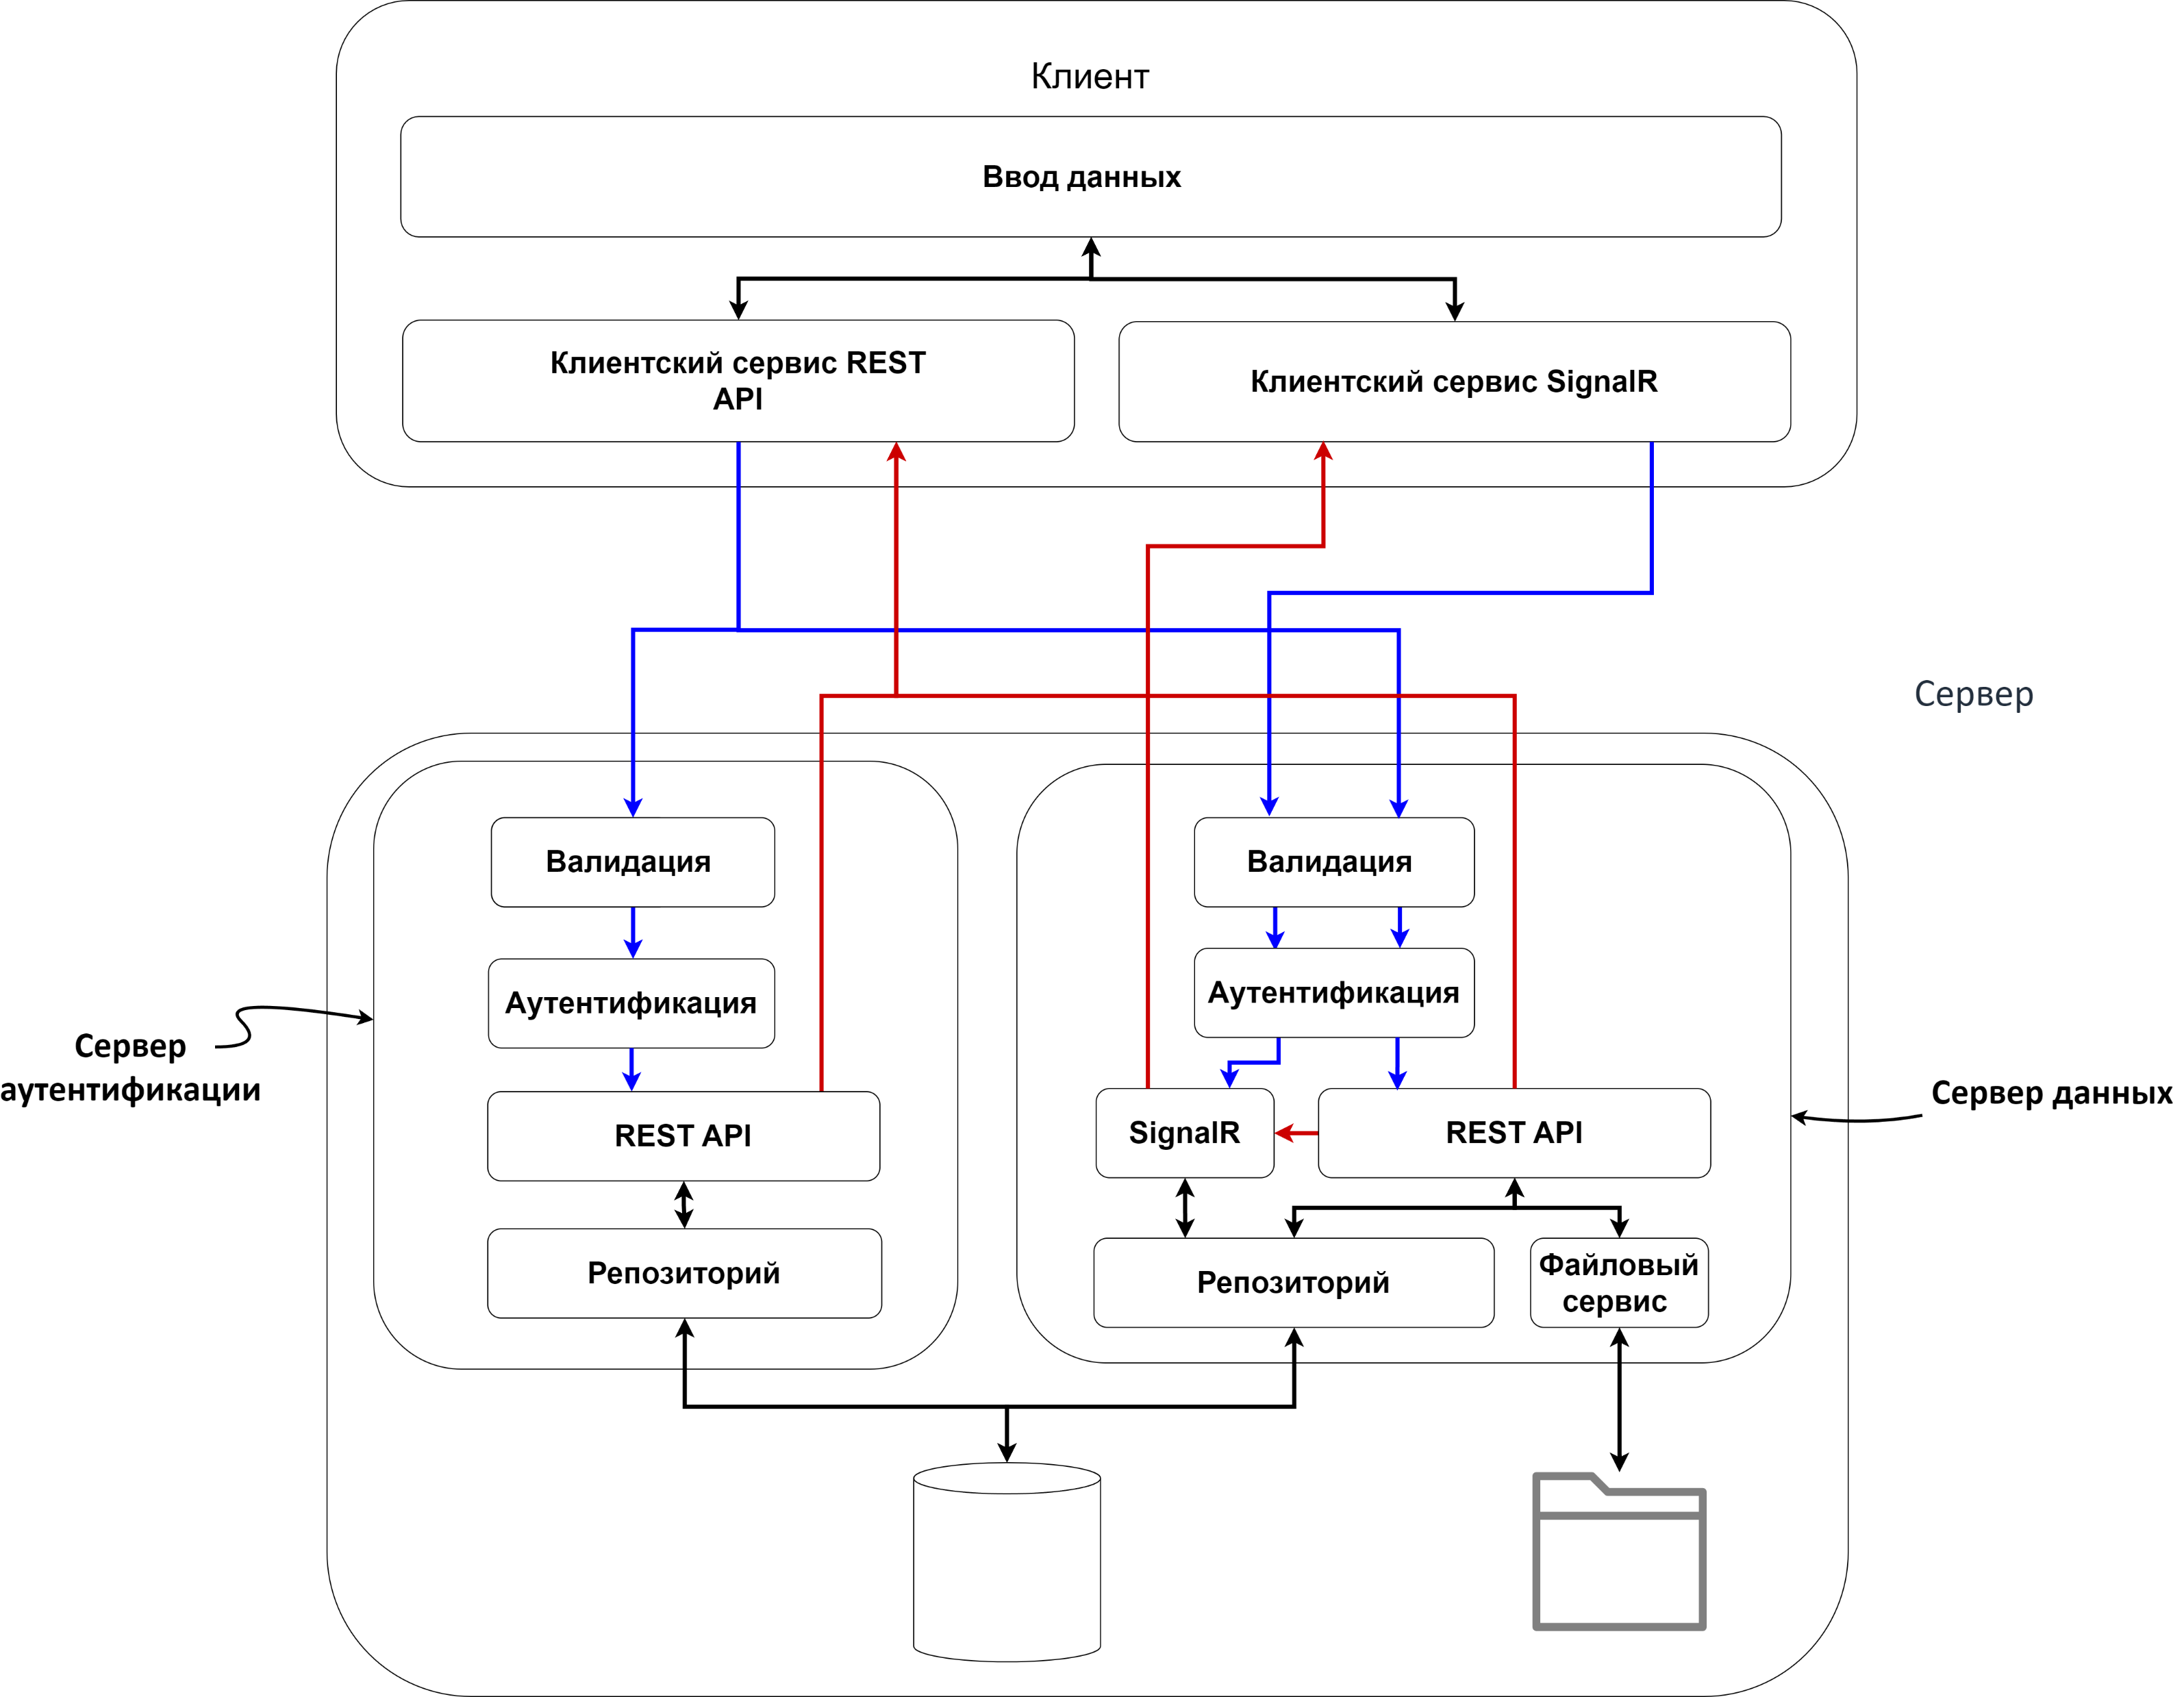 Клиент
Ввод данных
Клиентский сервис REST
API
Клиентский сервис SignalR
Сервер
Валидация
Аутентификация
REST API
Репозиторий
Валидация
Аутентификация
SignalR
REST API
Репозиторий
Файловый
сервис
Сервер
аутентификации
Сервер данных